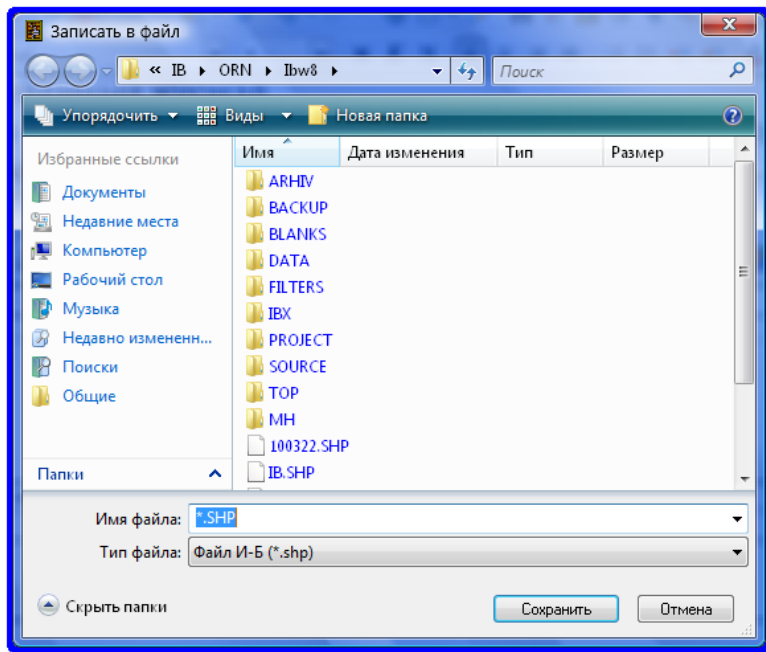 Записать в файл
« IB ▸ ORN ▸ Ibw8 ▸
Поиск
Упорядочить Виды Новая папка
Избранные ссылки
Документы
Недавние места
Компьютер
Рабочий стол
Музыка
Недавно измененн...
Поиски
Общие
Папки
Имя Дата изменения Тип Размер
ARHIV
BACKUP
BLANKS
DATA
FILTERS
IBX
PROJECT
SOURCE
TOP
MH
100322.SHP
IB.SHP
Имя файла: *.SHP
Тип файла: Файл И-Б (*.shp)
Скрыть папки
Сохранить Отмена